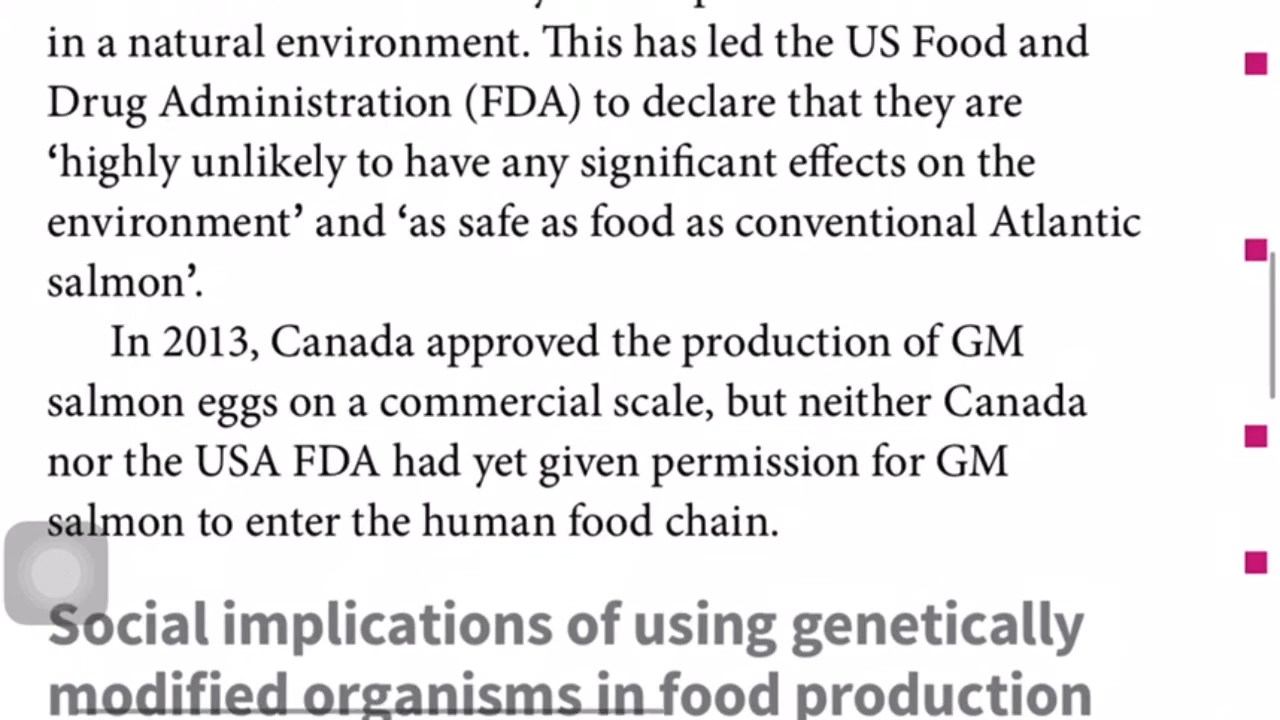 in a natural environment. This has led the US Food and
Drug Administration (FDA) to declare that they are
‘highly unlikely to have any significant effects on the
environment’ and ‘as safe as food as conventional Atlantic
salmon’.
In 2013, Canada approved the production of GM
salmon eggs on a commercial scale, but neither Canada
nor the USA FDA had yet given permission for GM
salmon to enter the human food chain.
Social implications of using genetically
modified organisms in food production